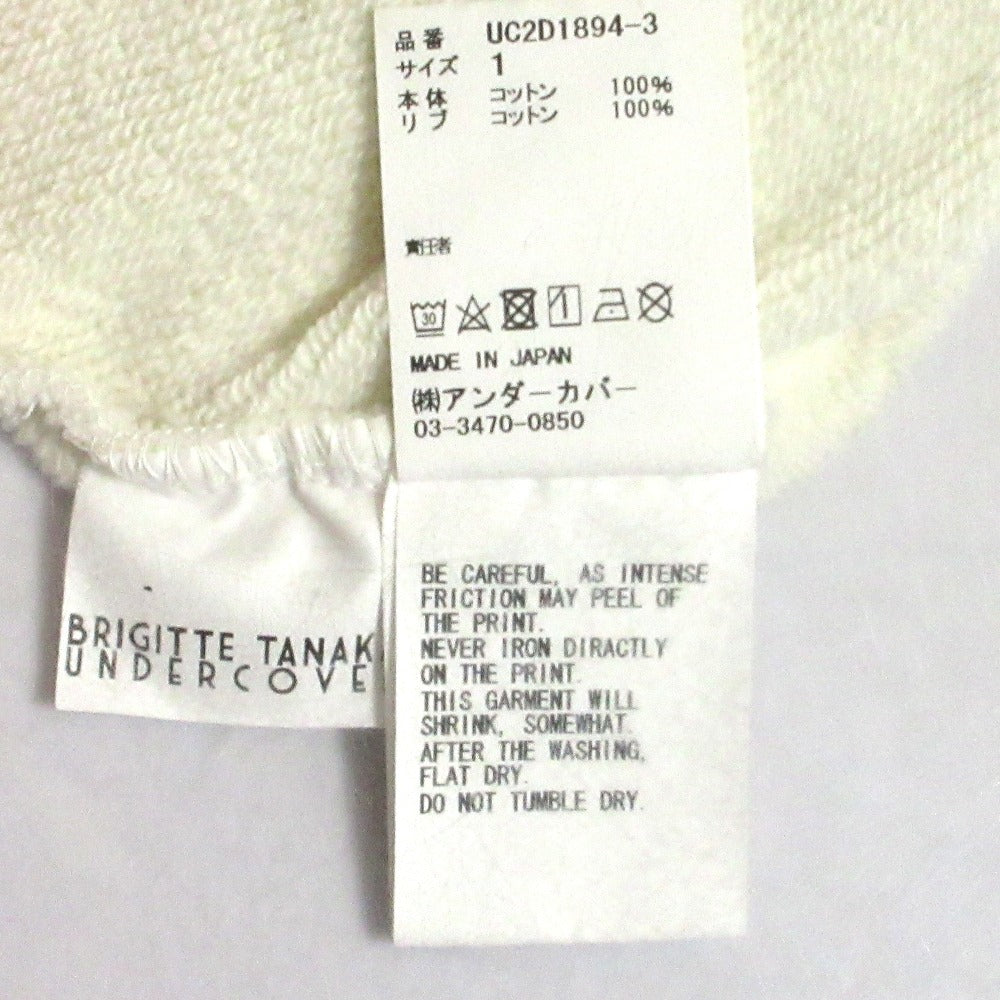 品番 UC2D1894-3
サイズ 1
本体 コットン 100%
リブ コットン 100%
責任者
30
MADE IN JAPAN
㈱アンダーカバー
03-3470-0850
BRIGITTE TANAK
UNDERCOVE
BE CAREFUL, AS INTENSE
FRICTION MAY PEEL OF
THE PRINT.
NEVER IRON DIRACTLY
ON THE PRINT.
THIS GARMENT WILL
SHRINK, SOMEWHAT.
AFTER THE WASHING,
FLAT DRY.
DO NOT TUMBLE DRY.